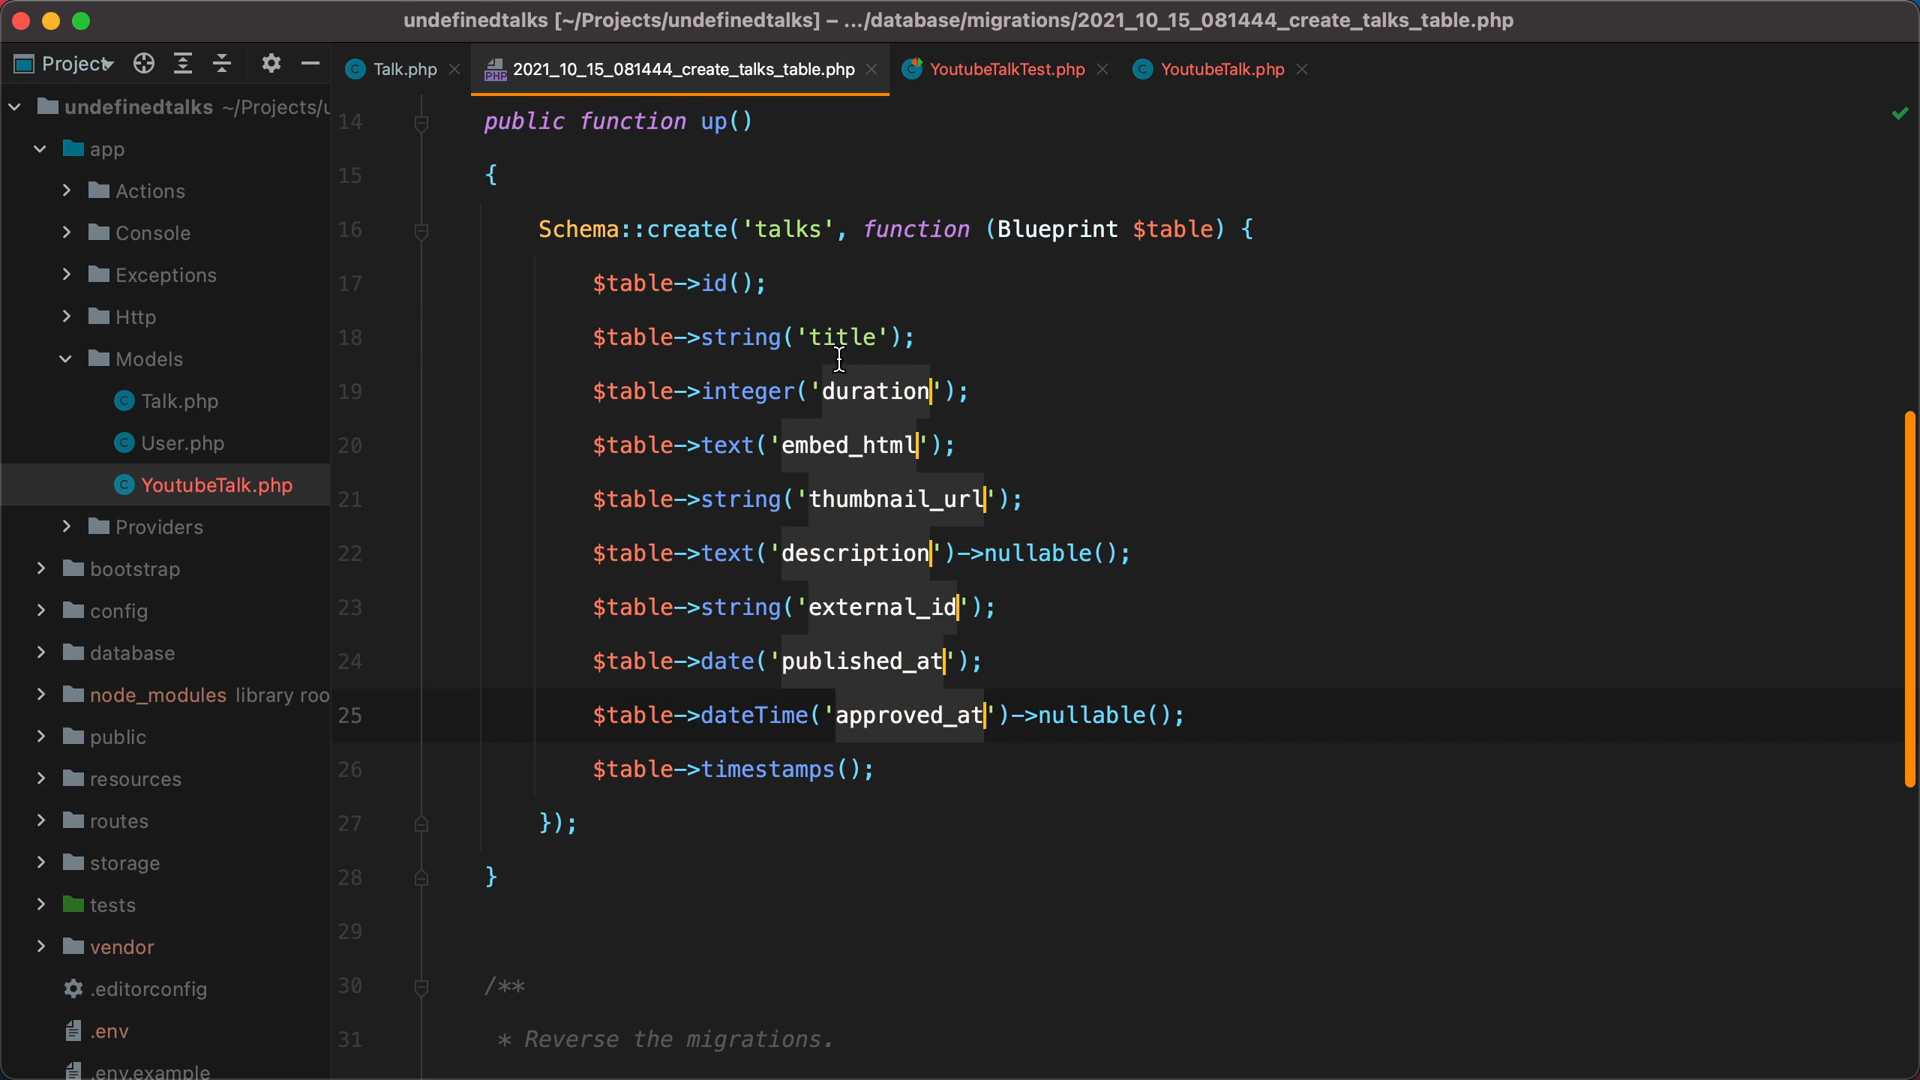 undefinedtalks [~/Projects/undefinedtalks] – .../database/migrations/2021_10_15_081444_create_talks_table.php
Project
Talk.php
2021_10_15_081444_create_talks_table.php
YoutubeTalkTest.php
YoutubeTalk.php
undefinedtalks ~/Projects/
app
Actions
Console
Exceptions
Http
Models
Talk.php
User.php
YoutubeTalk.php
Providers
bootstrap
config
database
node_modules library roo
public
resources
routes
storage
tests
vendor
.editorconfig
.env
.env.example
14 public function up()
15 {
16 Schema::create('talks', function (Blueprint $table) {
17 $table->id();
18 $table->string('title');
19 $table->integer('duration');
20 $table->text('embed_html');
21 $table->string('thumbnail_url');
22 $table->text('description')->nullable();
23 $table->string('external_id');
24 $table->date('published_at');
25 $table->dateTime('approved_at')->nullable();
26 $table->timestamps();
27 });
28 }
29
30 /**
31 * Reverse the migrations.